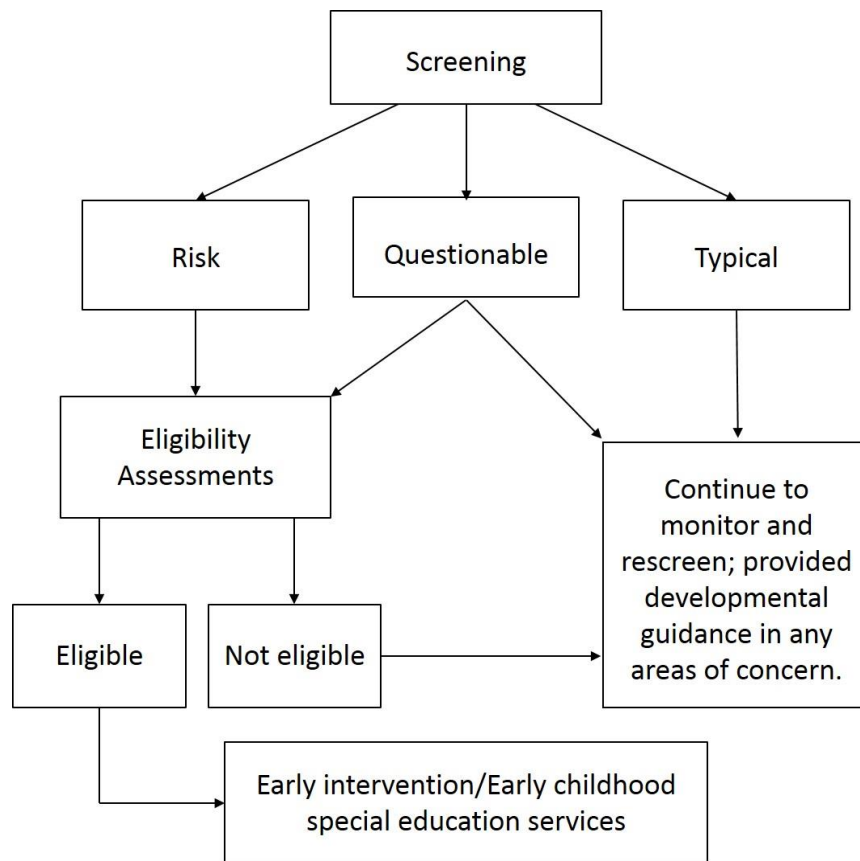 Screening
Risk
Questionable
Typical
Eligibility
Assessments
Continue to
monitor and
rescreen; provided
developmental
guidance in any
areas of concern.
Eligible
Not eligible
Early intervention/Early childhood
special education services